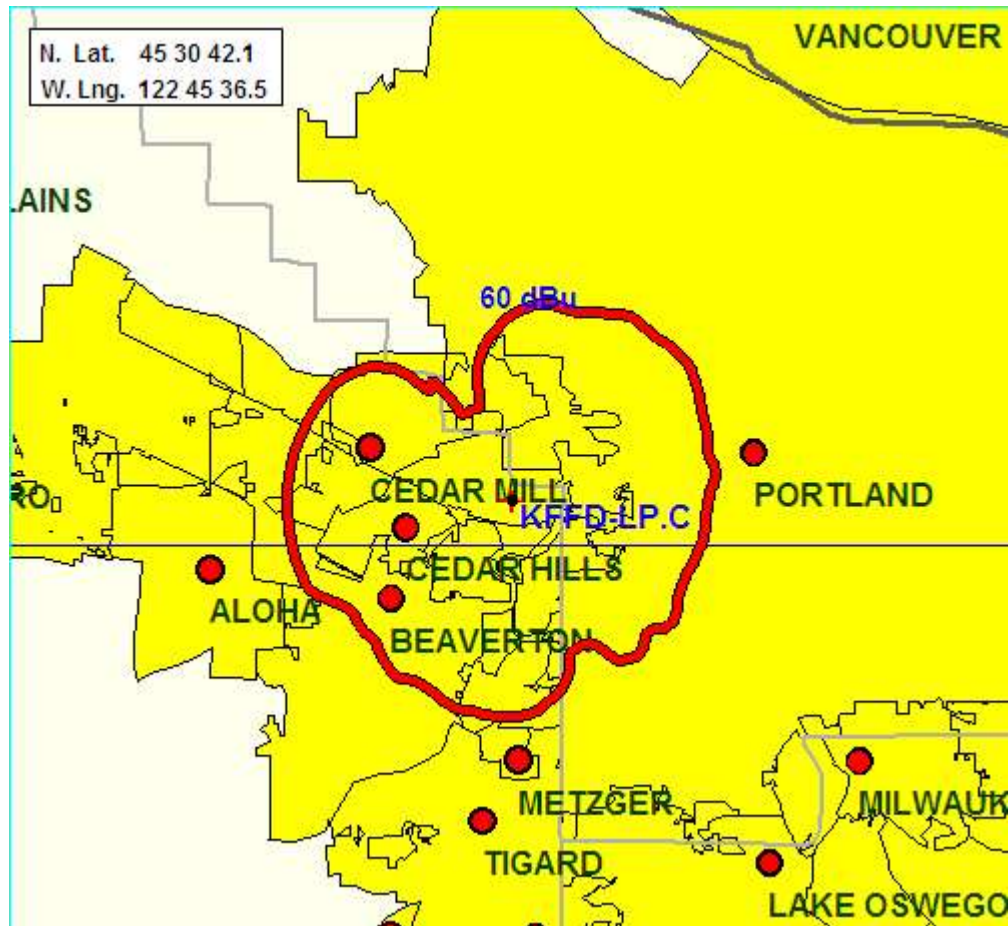 N. Lat. 45 30 42.1
W. Lng. 122 45 36.5
VANCOUVER
LAINS
60 dBu
CEDAR MILL
PORTLAND
RO
KFFD-LP.C
CEDAR HILLS
ALOHA
BEAVERTON
METZGER
MILWAUK
TIGARD
LAKE OSWEGO